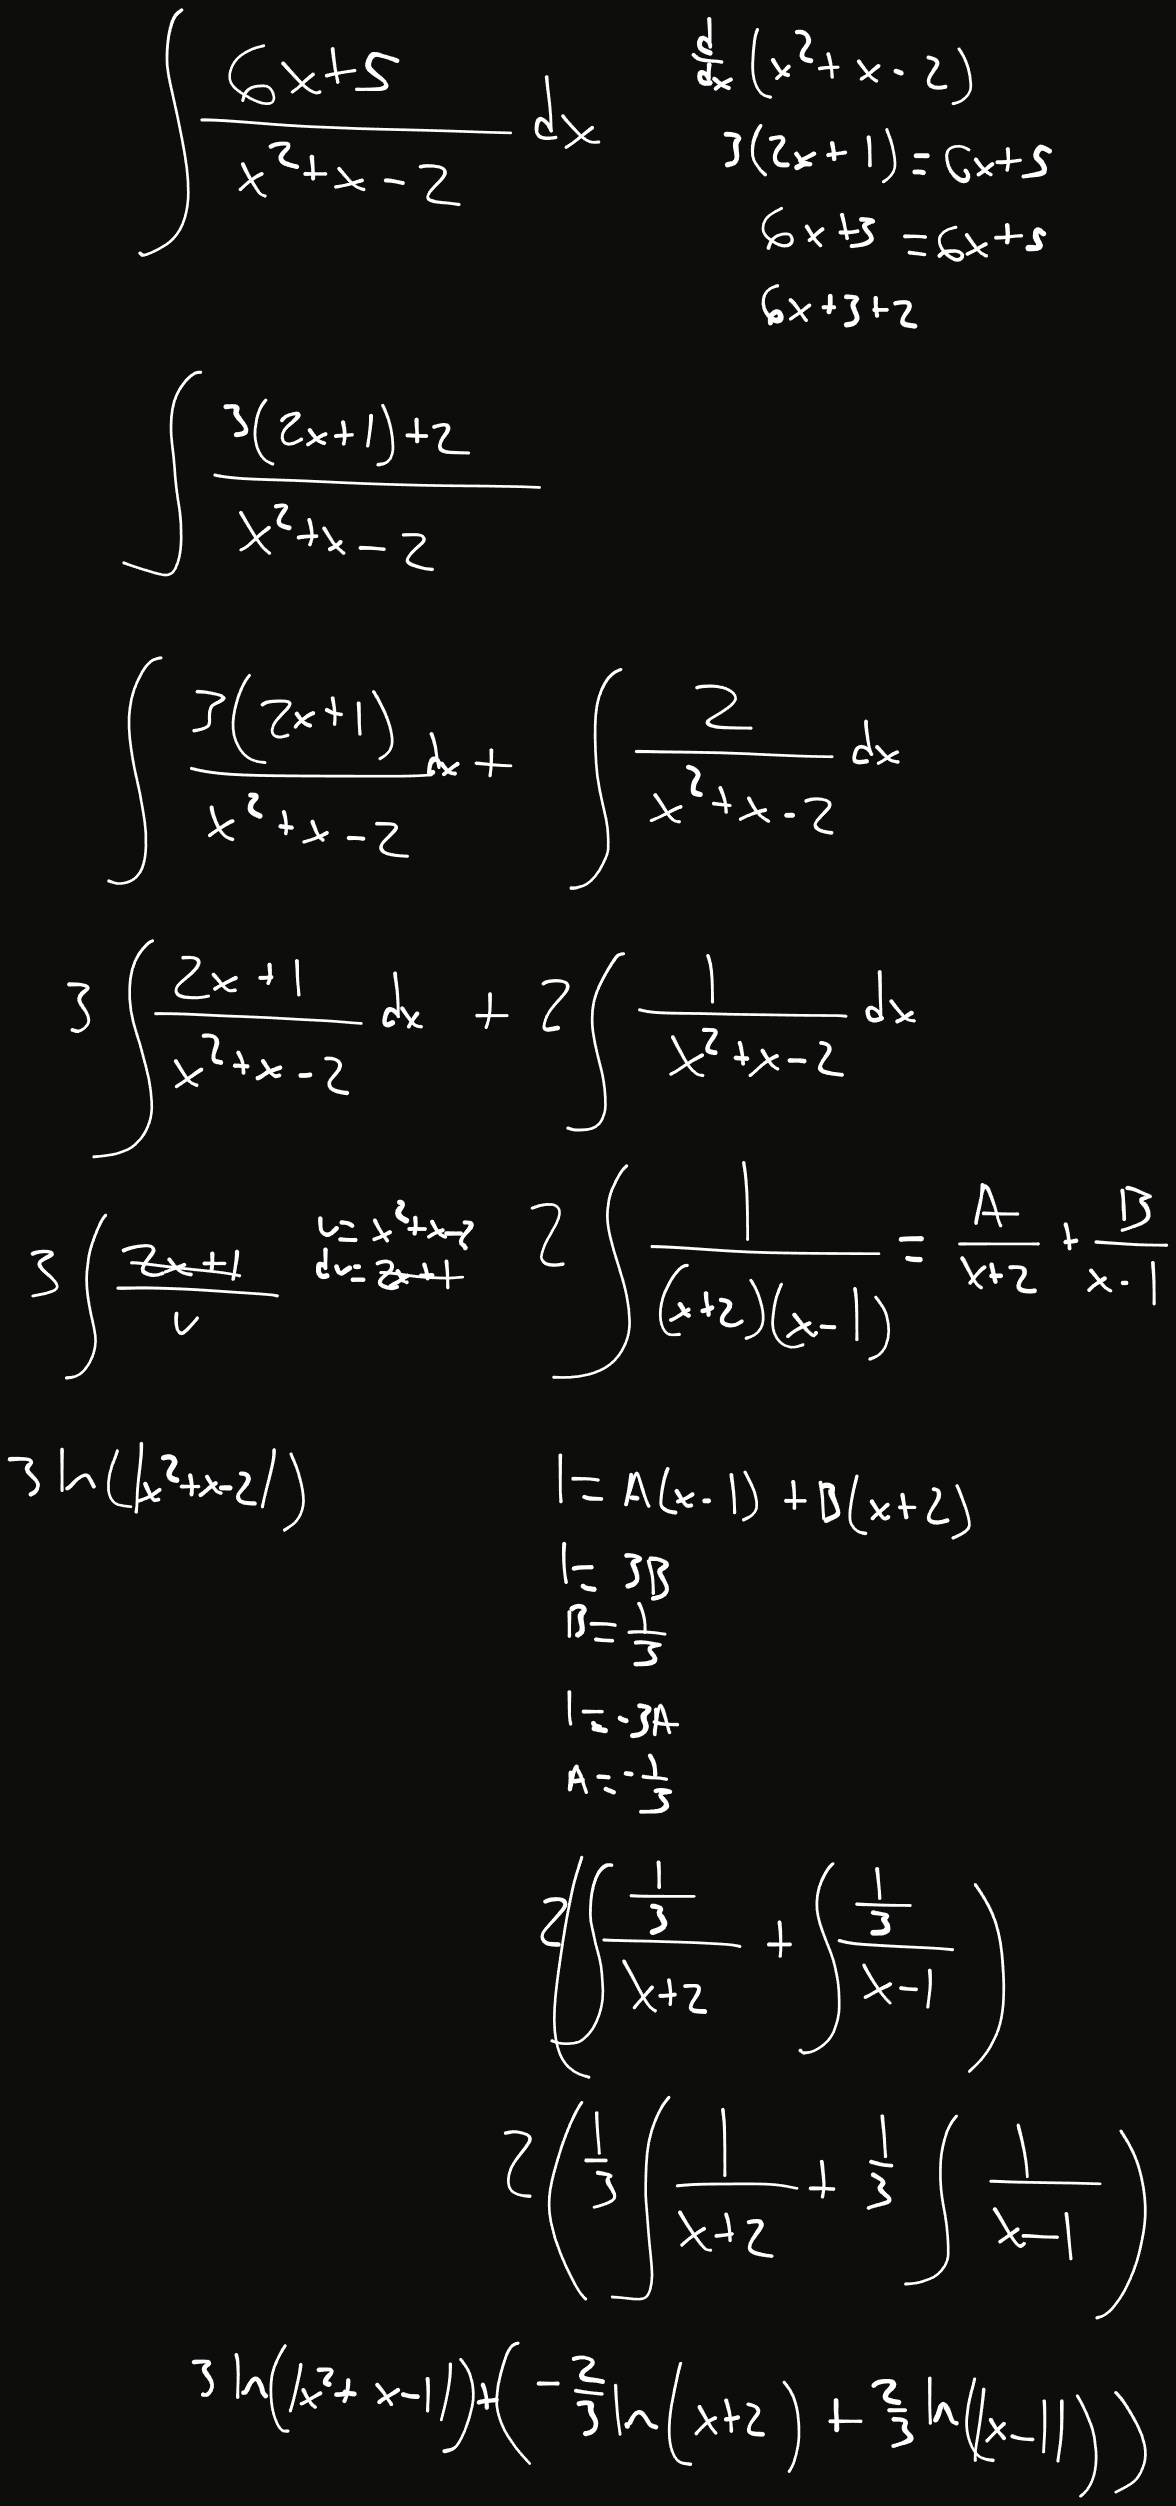 ∫ (6x+5)/(x²+x-2) dx
d/dx (x²+x-2)
3(2x+1)=6x+5
6x+3=6x+5
6x+3+2
∫ (3(2x+1)+2)/(x²+x-2)
∫ (3(2x+1))/(x²+x-2) dx + ∫ 2/(x²+x-2) dx
3∫ (2x+1)/(x²+x-2) dx + 2∫ 1/(x²+x-2) dx
3∫ (2x+1)/u
u=x²+x-2
du=2x+1
2∫ 1/((x+2)(x-1)) = A/(x+2) + B/(x-1)
3ln(|x²+x-2|)
1=A(x-1)+B(x+2)
1=3B
B=1/3
1=-3A
A=-1/3
2(∫ (1/3)/(x+2) + ∫ (1/3)/(x-1))
2(1/3 ∫ 1/(x+2) + 1/3 ∫ 1/(x-1))
3ln(|x²+x-1|)+(-2/3 ln(x+2) + 2/3 ln(|x-1|))